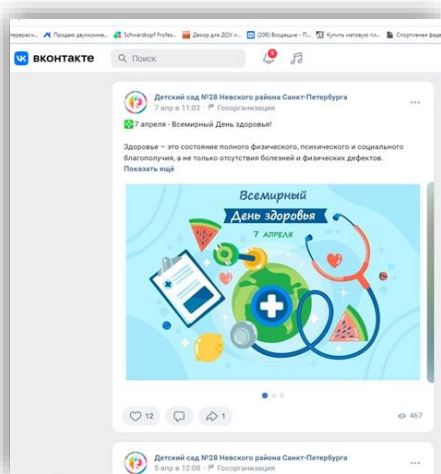 Продаю двухкомна...
Schwarzkopf Profes...
Декор для ДОУ и...
(208) Входящие - П...
Купить матовую пл...
Спортивная феде
вконтакте
Поиск
9
Детский сад №28 Невского района Санкт-Петербурга
7 апр в 11:02 · Госорганизация
7 апреля - Всемирный День здоровья!
Здоровье – это состояние полного физического, психического и социального
благополучия, а не только отсутствия болезней и физических дефектов.
Показать ещё
Всемирный
День здоровья
7 АПРЕЛЯ
12
1
467
Детский сад №28 Невского района Санкт-Петербурга
5 апр в 12:08 · Госорганизация